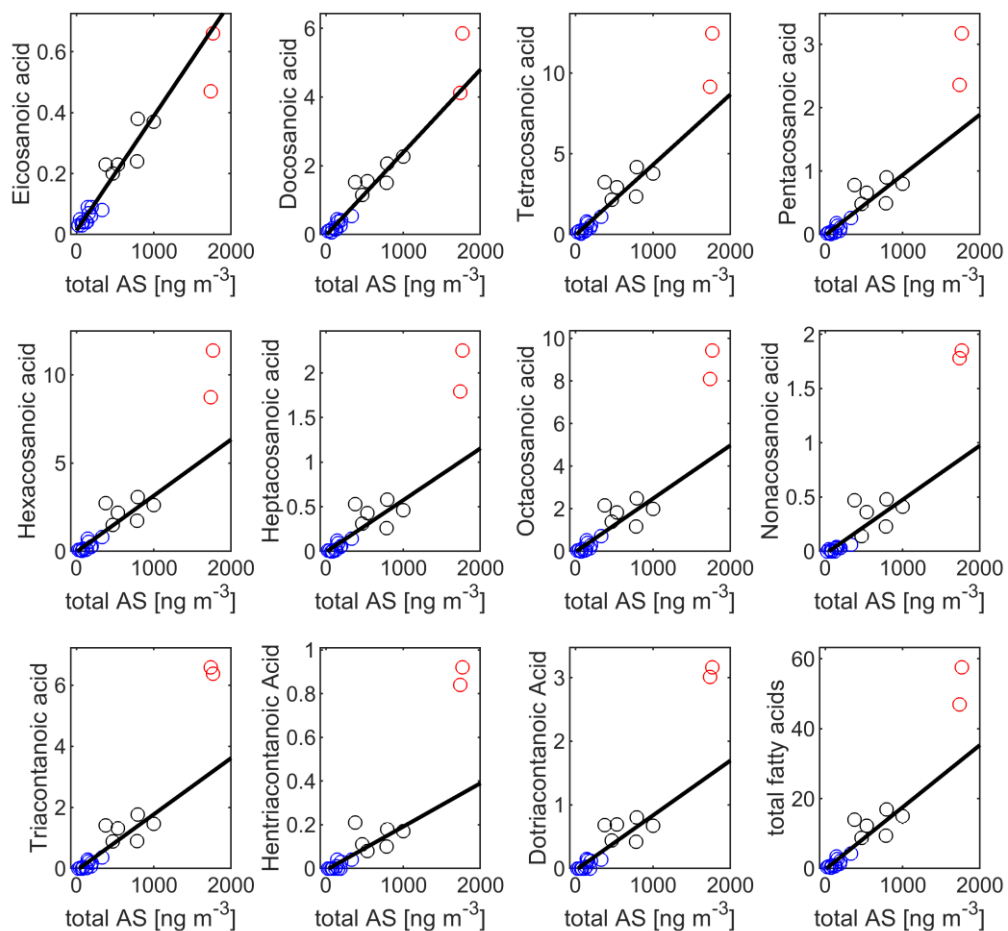 Eicosanoic acid
0.6
0.4
0.2
0
0 1000 2000
total AS [ng m-3]
Docosanoic acid
6
4
2
0
0 1000 2000
total AS [ng m-3]
Tetracosanoic acid
10
5
0
0 1000 2000
total AS [ng m-3]
Pentacosanoic acid
3
2
1
0
0 1000 2000
total AS [ng m-3]
Hexacosanoic acid
10
5
0
0 1000 2000
total AS [ng m-3]
Heptacosanoic acid
2
1.5
1
0.5
0
0 1000 2000
total AS [ng m-3]
Octacosanoic acid
10
8
6
4
2
0
0 1000 2000
total AS [ng m-3]
Nonacosanoic acid
2
1.5
1
0.5
0
0 1000 2000
total AS [ng m-3]
Triacontanoic acid
6
4
2
0
0 1000 2000
total AS [ng m-3]
Hentriacontanoic Acid
1
0.8
0.6
0.4
0.2
0
0 1000 2000
total AS [ng m-3]
Dotriacontanoic Acid
3
2
1
0
0 1000 2000
total AS [ng m-3]
total fatty acids
60
40
20
0
0 1000 2000
total AS [ng m-3]